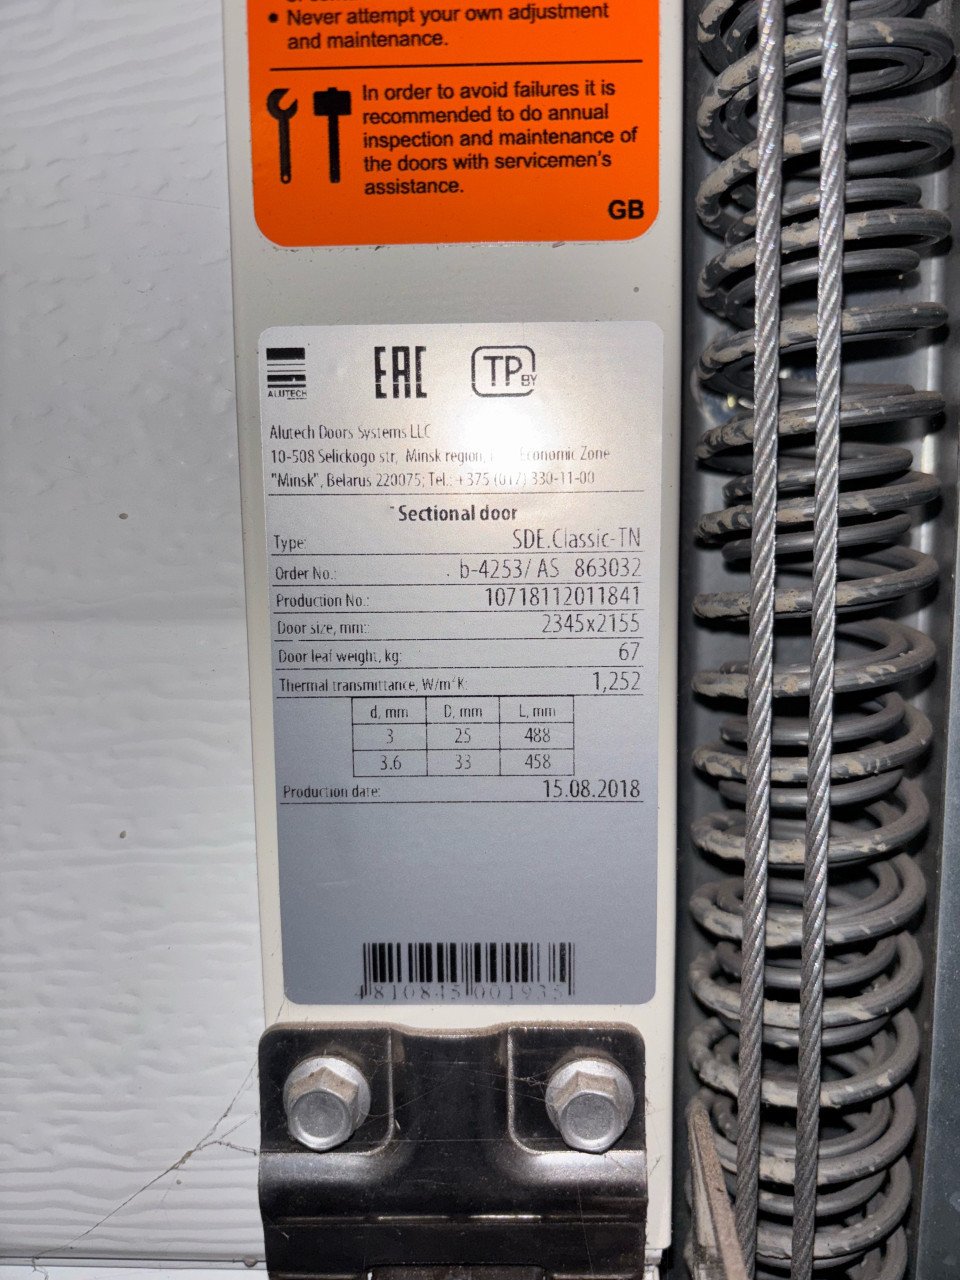 • Never attempt your own adjustment
and maintenance.
In order to avoid failures it is
recommended to do annual
inspection and maintenance of
the doors with servicemen's
assistance.
GB
ALUTECH
EAC
TP BY
Alutech Doors Systems LLC
10-508 Selickogo str, Minsk region, Economic Zone
"Minsk", Belarus 220075; Tel.: +375 (017) 330-11-00
Sectional door
Type: SDE.Classic-TN
Order No.: b-4253/ AS 863032
Production No.: 10718112011841
Door size, mm: 2345x2155
Door leaf weight, kg: 67
Thermal transmittance, W/m²K: 1,252
d, mm D, mm L, mm
3 25 488
3.6 33 458
Production date: 15.08.2018
4 810845 001935